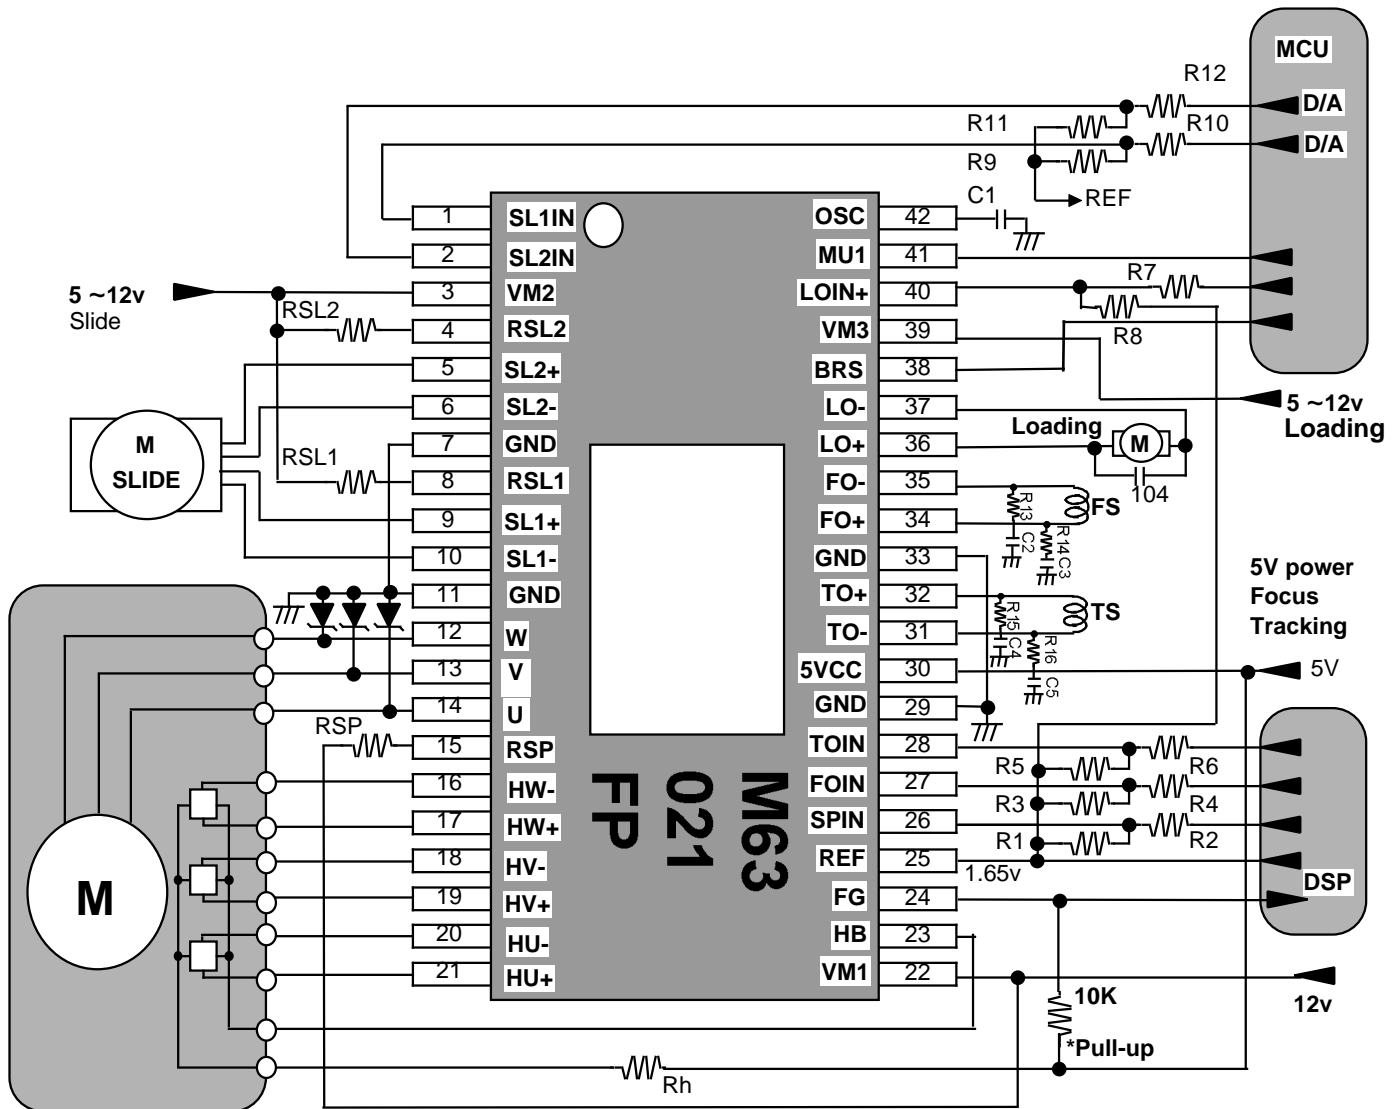 MCU
R12
D/A
R11
R10
D/A
R9
C1
REF
1
SL1IN
OSC
42
2
SL2IN
MU1
41
5 ~12v
Slide
3
VM2
LOIN+
40
R7
RSL2
4
RSL2
VM3
39
R8
5
SL2+
BRS
38
6
SL2-
LO-
37
5 ~12v
Loading
M
SLIDE
7
GND
LO+
36
Loading
M
104
RSL1
8
RSL1
FO-
35
R13
C2
FS
9
SL1+
FO+
34
R14
C3
10
SL1-
GND
33
5V power
Focus
Tracking
11
GND
TO+
32
R15
C4
TS
12
W
TO-
31
R16
C5
13
V
5VCC
30
5V
14
U
GND
29
RSP
15
RSP
TOIN
28
R5
R6
16
HW-
FOIN
27
R3
R4
17
HW+
SPIN
26
R1
R2
18
HV-
REF
25
1.65v
DSP
19
HV+
FG
24
20
HU-
HB
23
21
HU+
VM1
22
12v
M63
021
FP
M
10K
*Pull-up
Rh